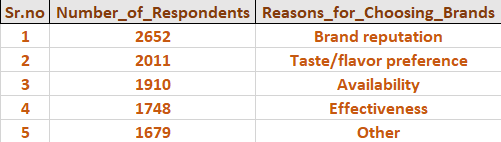 Sr.no Number_of_Respondents Reasons_for_Choosing_Brands
1 2652 Brand reputation
2 2011 Taste/flavor preference
3 1910 Availability
4 1748 Effectiveness
5 1679 Other